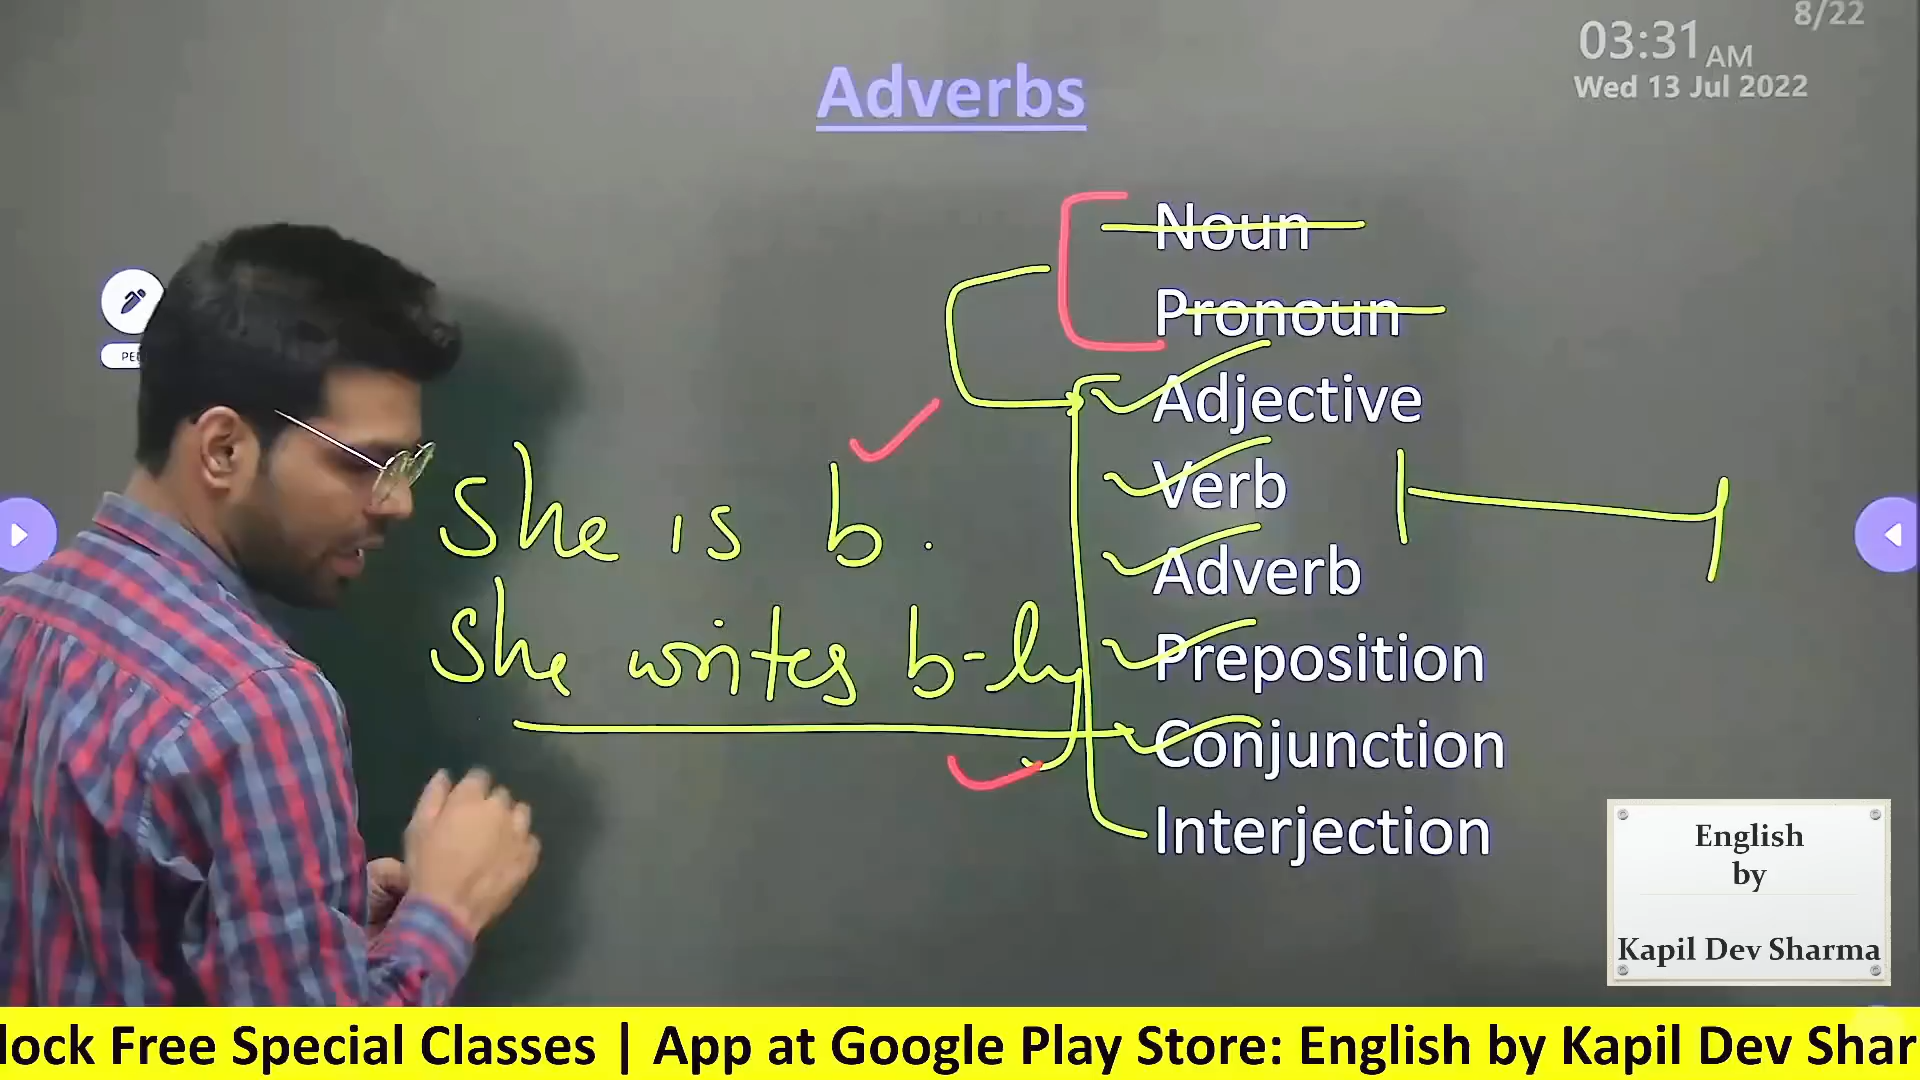 8/22
03:31 AM
Wed 13 Jul 2022
Adverbs
Noun
Pronoun
Adjective
Verb
Adverb
Preposition
Conjunction
Interjection
She is b.
She writes b-ly
English
by
Kapil Dev Sharma
lock Free Special Classes | App at Google Play Store: English by Kapil Dev Shar